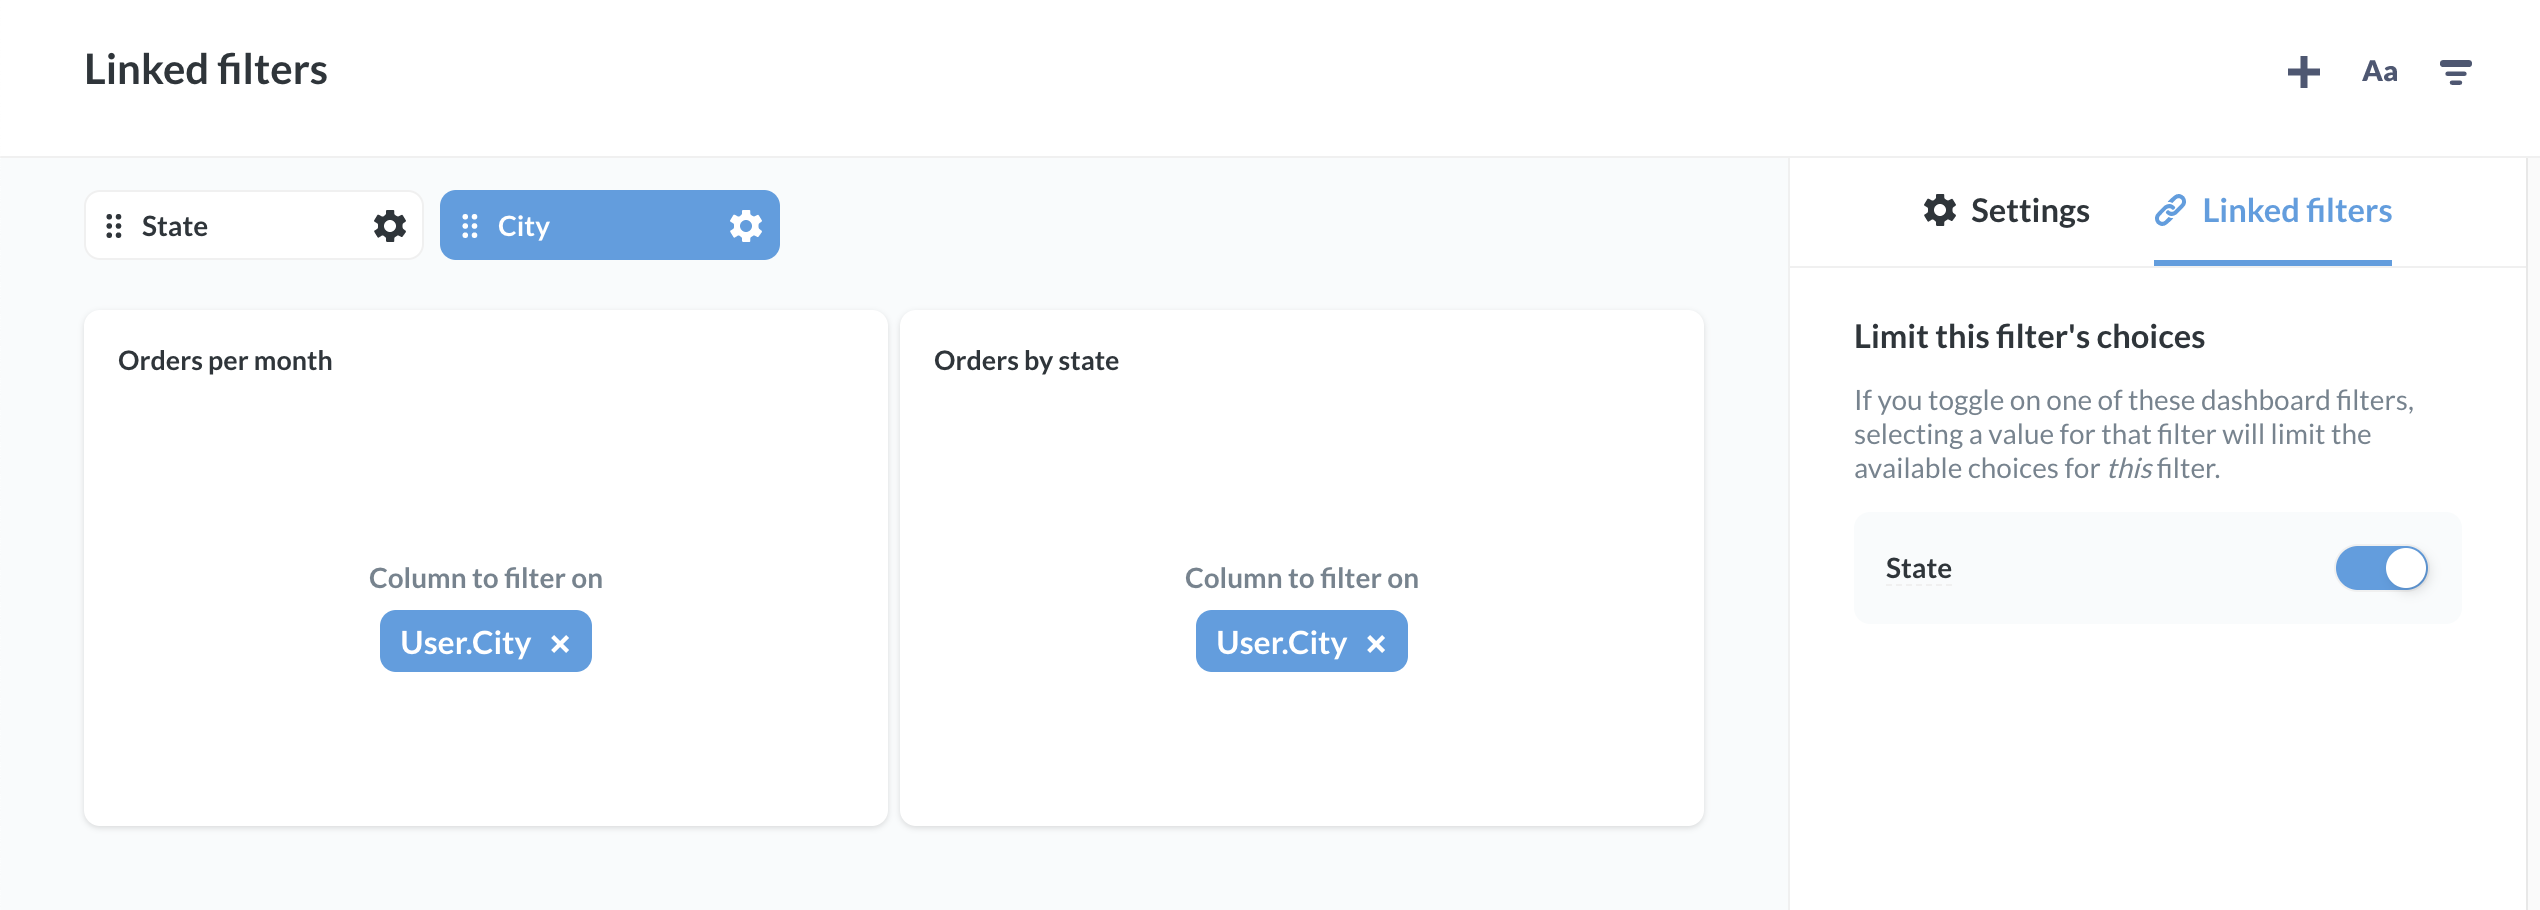 Linked filters
Aa
State
City
Settings
Linked filters
Orders per month
Column to filter on
User.City ×
Orders by state
Column to filter on
User.City ×
Limit this filter's choices
If you toggle on one of these dashboard filters,
selecting a value for that filter will limit the
available choices for this filter.
State